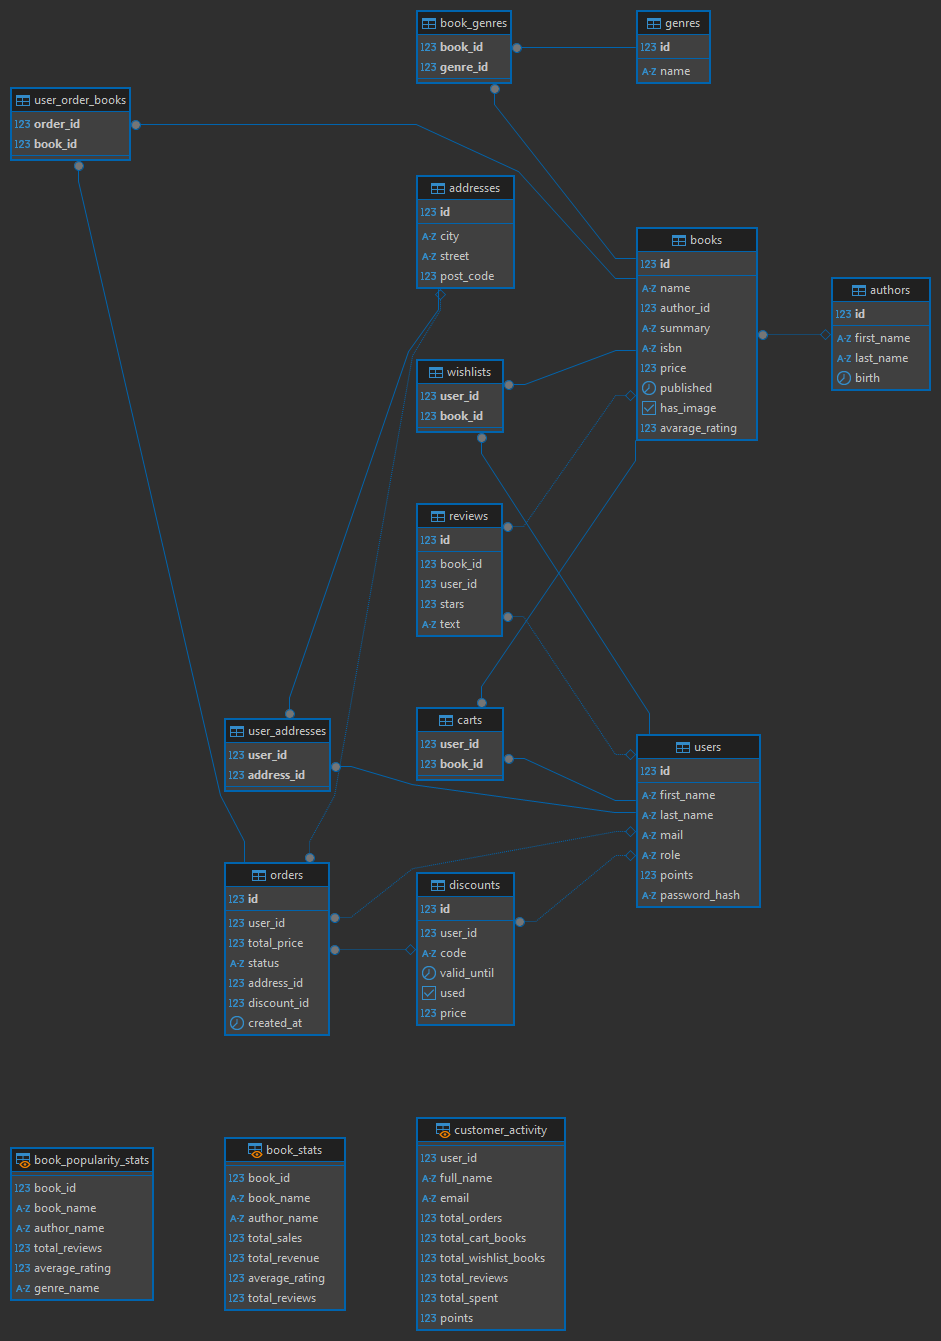 book_genres
123 book_id
123 genre_id
genres
123 id
A-Z name
user_order_books
123 order_id
123 book_id
addresses
123 id
A-Z city
A-Z street
123 post_code
books
123 id
A-Z name
123 author_id
A-Z summary
A-Z isbn
123 price
published
has_image
123 avarage_rating
authors
123 id
A-Z first_name
A-Z last_name
birth
wishlists
123 user_id
123 book_id
reviews
123 id
123 book_id
123 user_id
123 stars
A-Z text
user_addresses
123 user_id
123 address_id
carts
123 user_id
123 book_id
users
123 id
A-Z first_name
A-Z last_name
A-Z mail
A-Z role
123 points
A-Z password_hash
orders
123 id
123 user_id
123 total_price
A-Z status
123 address_id
123 discount_id
created_at
discounts
123 id
123 user_id
A-Z code
valid_until
used
123 price
book_popularity_stats
123 book_id
A-Z book_name
A-Z author_name
123 total_reviews
123 average_rating
A-Z genre_name
book_stats
123 book_id
A-Z book_name
A-Z author_name
123 total_sales
123 total_revenue
123 average_rating
123 total_reviews
customer_activity
123 user_id
A-Z full_name
A-Z email
123 total_orders
123 total_cart_books
123 total_wishlist_books
123 total_reviews
123 total_spent
123 points